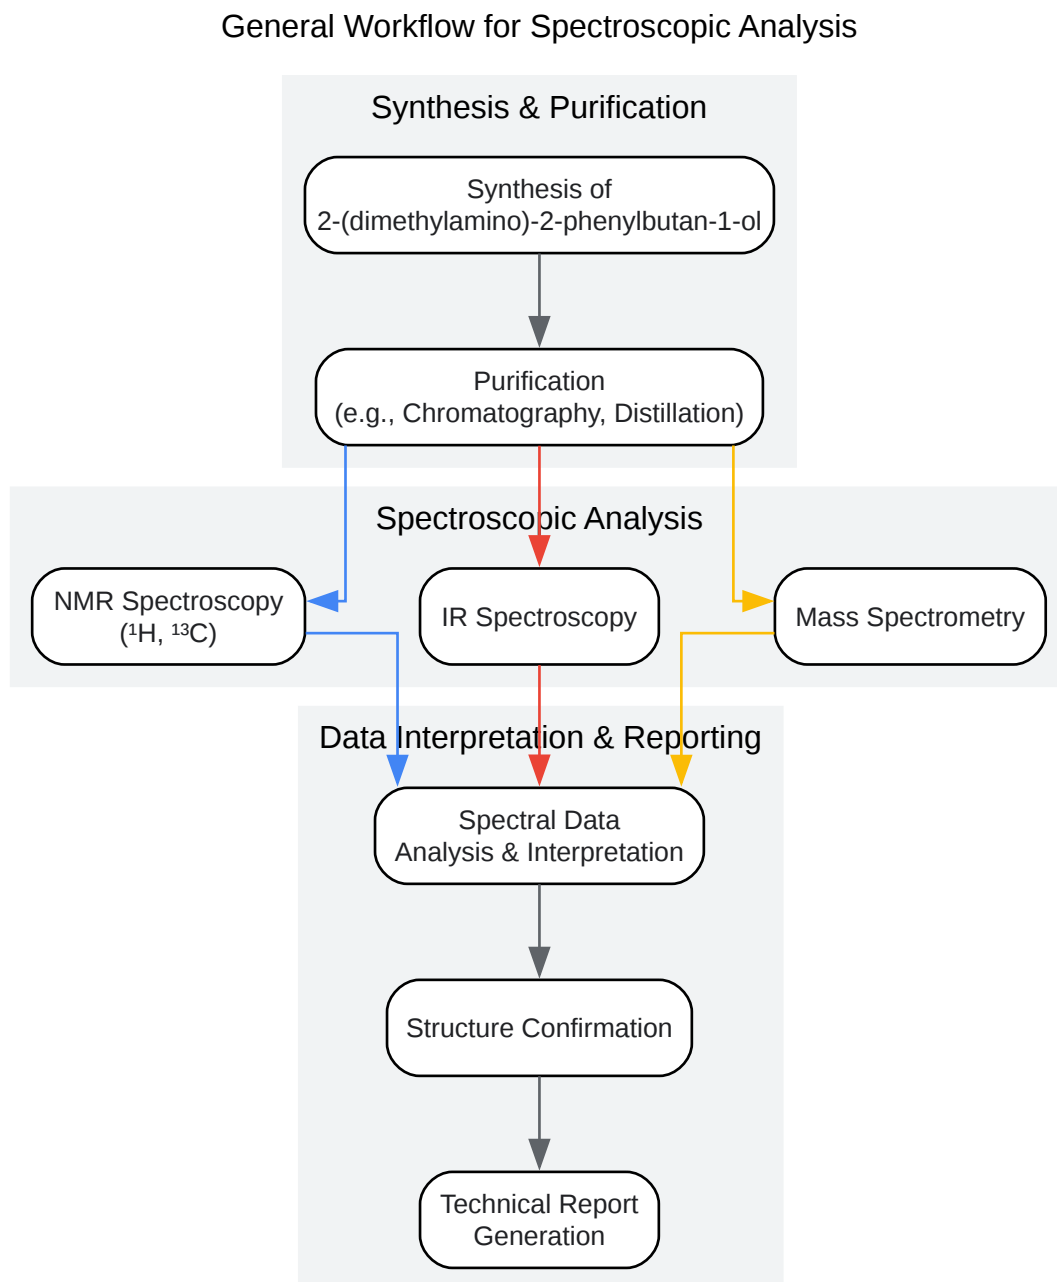 General Workflow for Spectroscopic Analysis
Synthesis & Purification
Synthesis of
2-(dimethylamino)-2-phenylbutan-1-ol
Purification
(e.g., Chromatography, Distillation)
Spectroscopic Analysis
NMR Spectroscopy
(¹H, ¹³C)
IR Spectroscopy
Mass Spectrometry
Data Interpretation & Reporting
Spectral Data
Analysis & Interpretation
Structure Confirmation
Technical Report
Generation